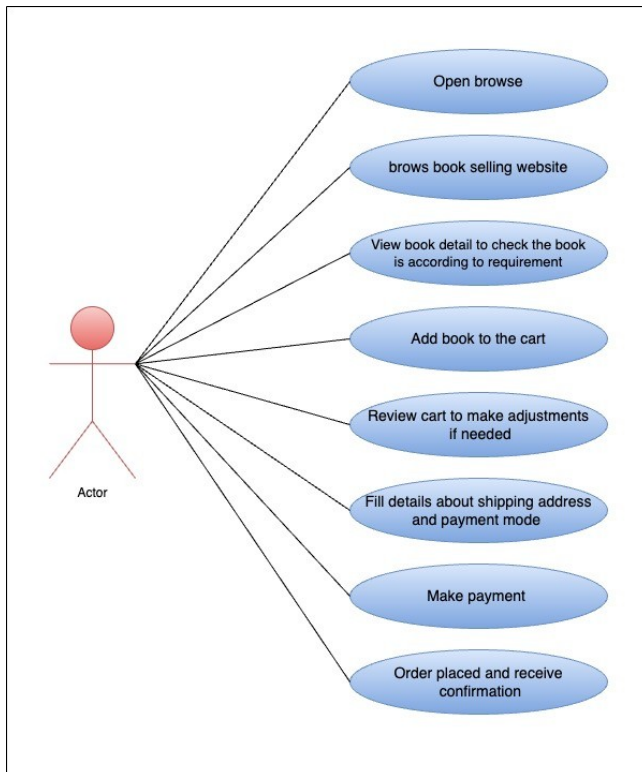 Open browse
brows book selling website
View book detail to check the book
is according to requirement
Add book to the cart
Review cart to make adjustments
if needed
Fill details about shipping address
and payment mode
Make payment
Order placed and receive
confirmation
Actor